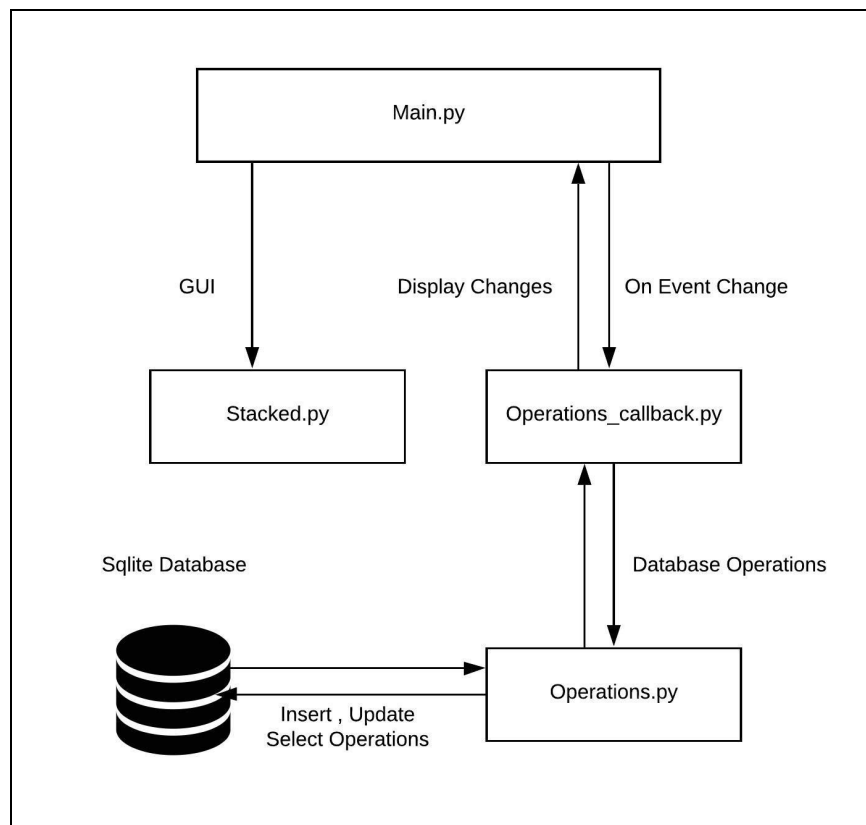 Main.py
GUI
Display Changes
On Event Change
Stacked.py
Operations_callback.py
Sqlite Database
Database Operations
Operations.py
Insert , Update
Select Operations